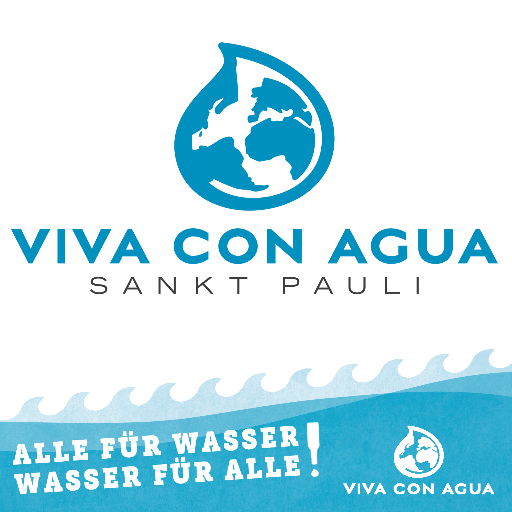 VIVA CON AGUA
SANKT PAULI
ALLE FÜR WASSER
WASSER FÜR ALLE!
VIVA CON AGUA